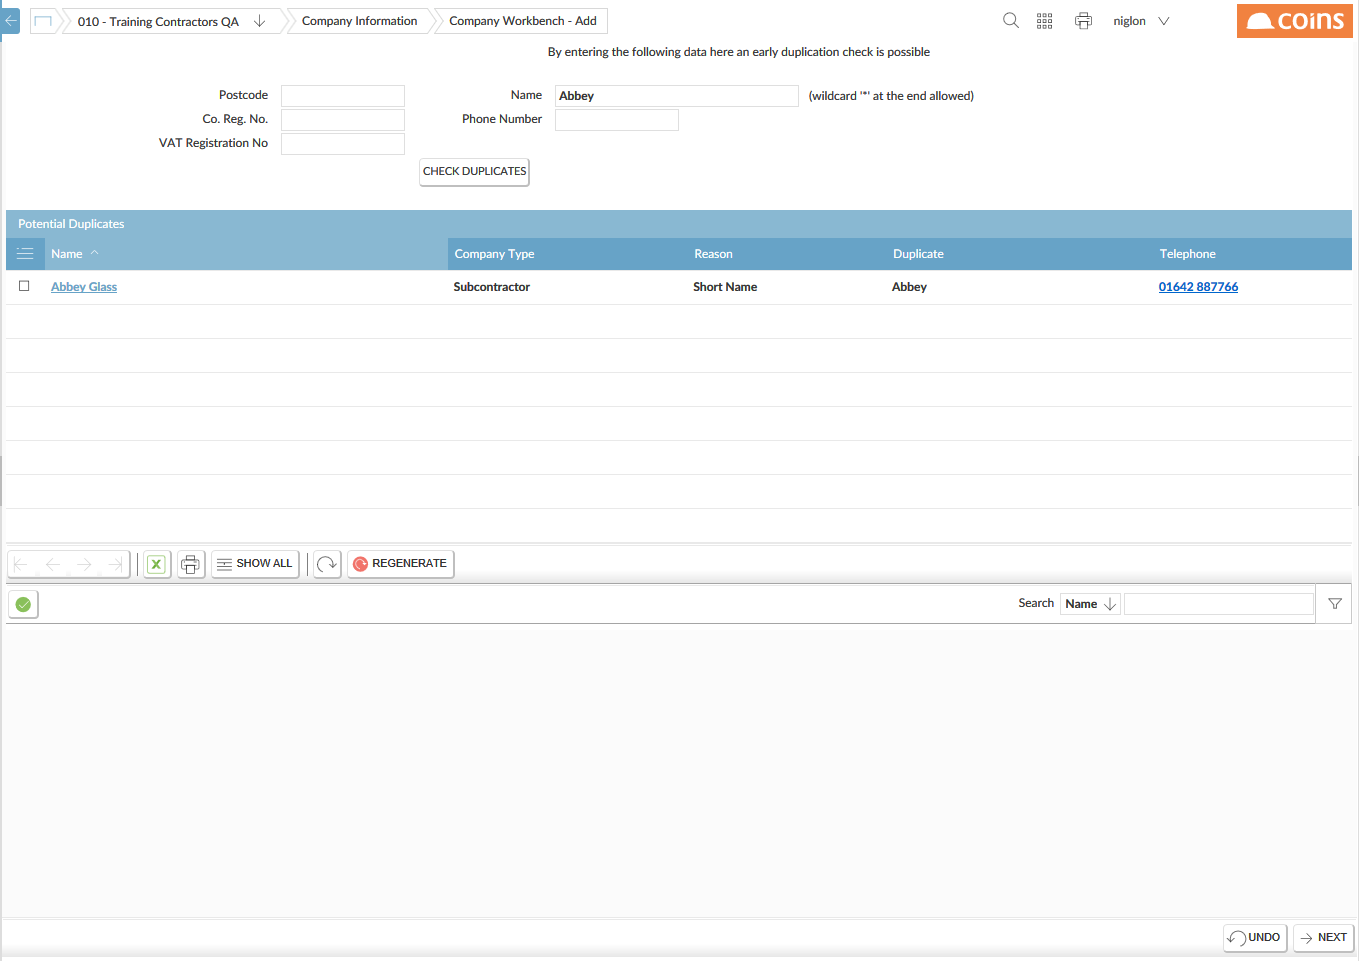 010 - Training Contractors QA Company Information Company Workbench - Add niglon coins
By entering the following data here an early duplication check is possible
Postcode Name Abbey (wildcard '*' at the end allowed)
Co. Reg. No. Phone Number
VAT Registration No
CHECK DUPLICATES
Potential Duplicates
Name Company Type Reason Duplicate Telephone
Abbey Glass Subcontractor Short Name Abbey 01642 887766
SHOW ALL REGENERATE
Search Name
UNDO NEXT